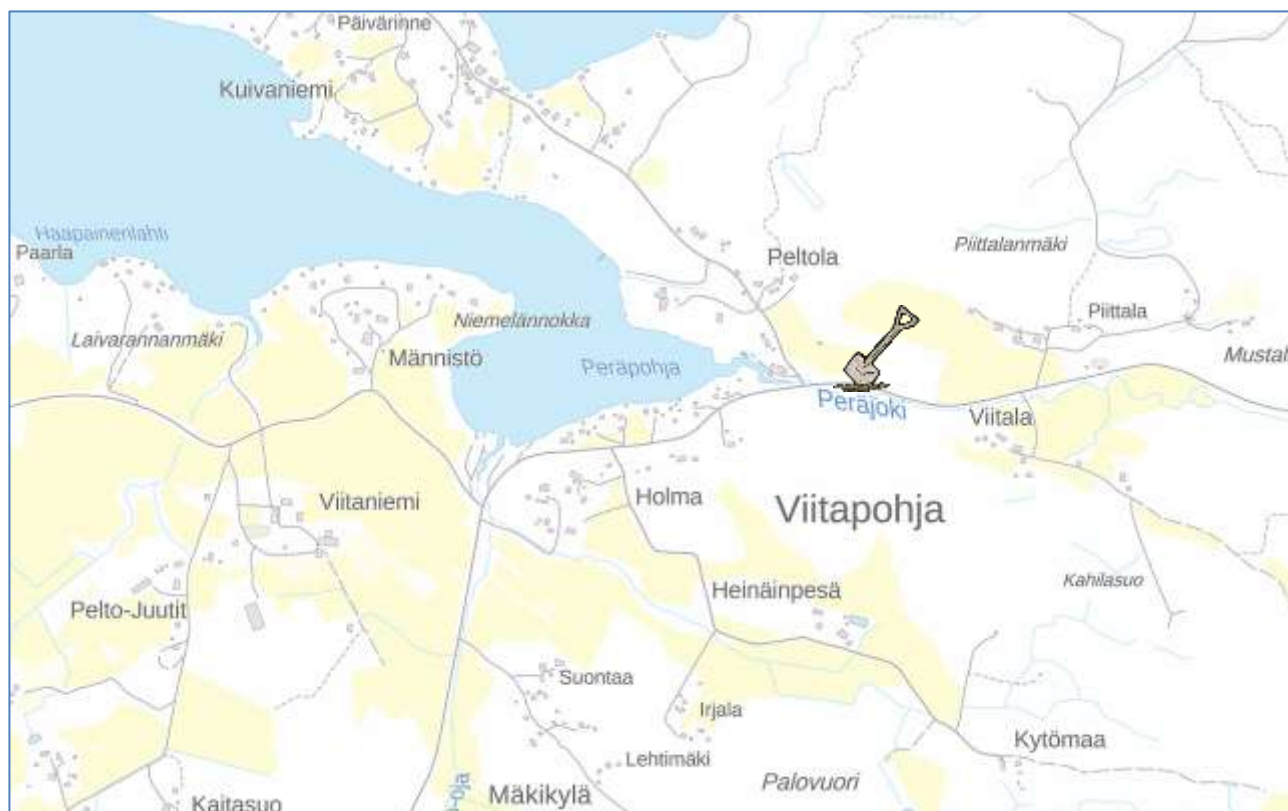 Päivärinne
Kuivaniemi
Haapainenlahti
Paarla
Peltola
Piittalanmäki
Laivarannanmäki
Niemelännokka
Männistö
Piittala
Peräpohja
Mustal
Peräjoki
Viitala
Viitaniemi
Holma
Viitapohja
Pelto-Juutit
Heinäinpesä
Kahilasuo
Suontaa
Irjala
Lehtimäki
Kytömaa
Palovuori
Mäkikylä
Kaitasuo